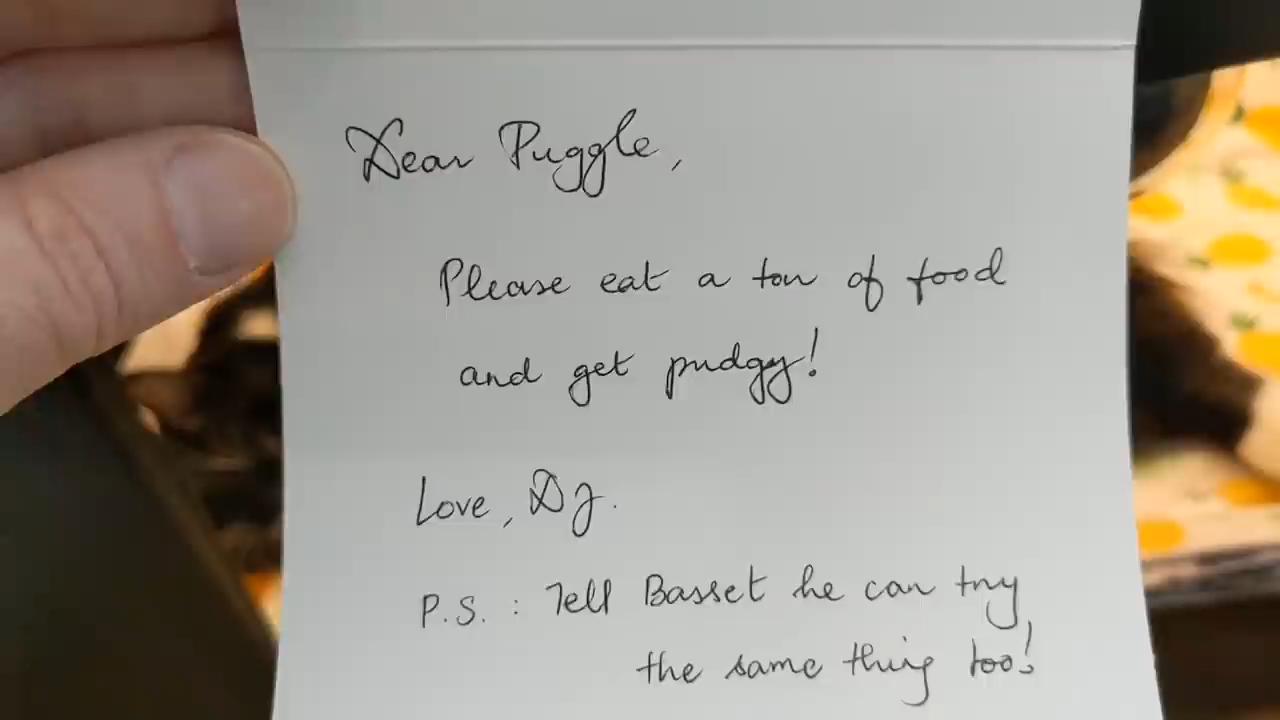 Dear Puggle,
Please eat a ton of food
and get pudgy!
Love, DJ.
P.S. : Tell Basset he can try
the same thing too!